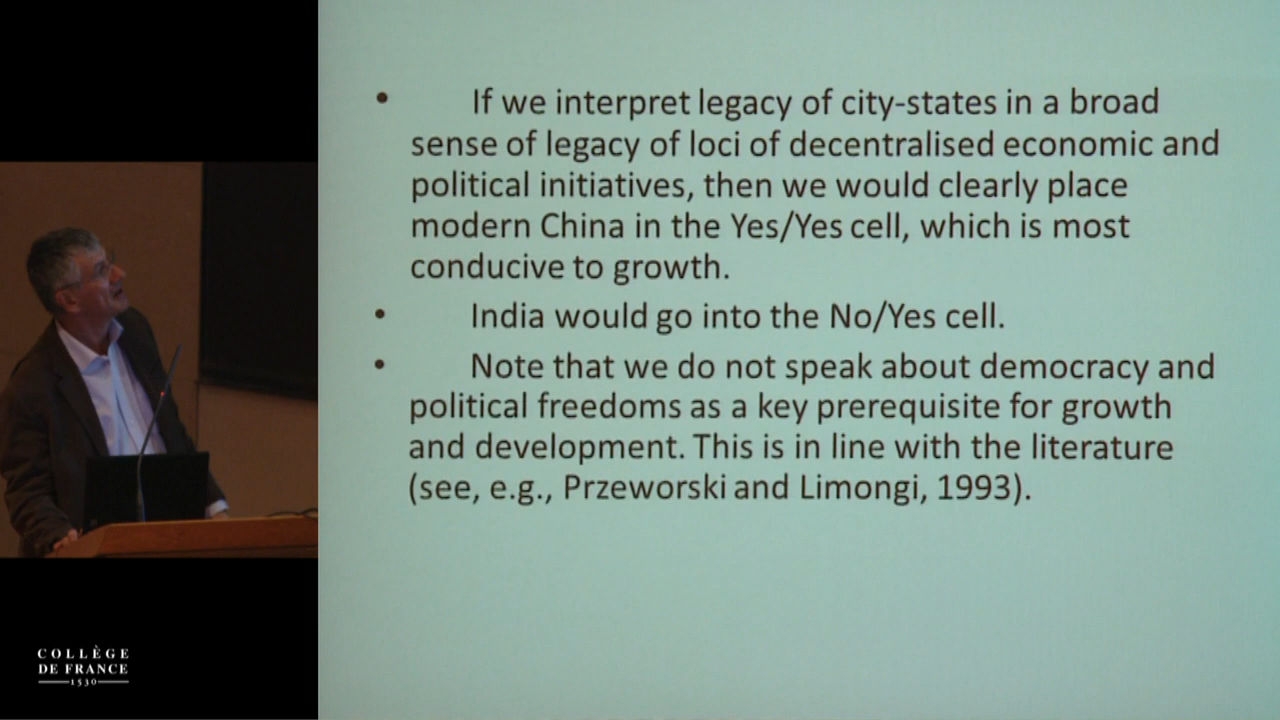 • If we interpret legacy of city-states in a broad
sense of legacy of loci of decentralised economic and
political initiatives, then we would clearly place
modern China in the Yes/Yes cell, which is most
conducive to growth.
• India would go into the No/Yes cell.
• Note that we do not speak about democracy and
political freedoms as a key prerequisite for growth
and development. This is in line with the literature
(see, e.g., Przeworski and Limongi, 1993).
COLLÈGE
DE FRANCE
1530